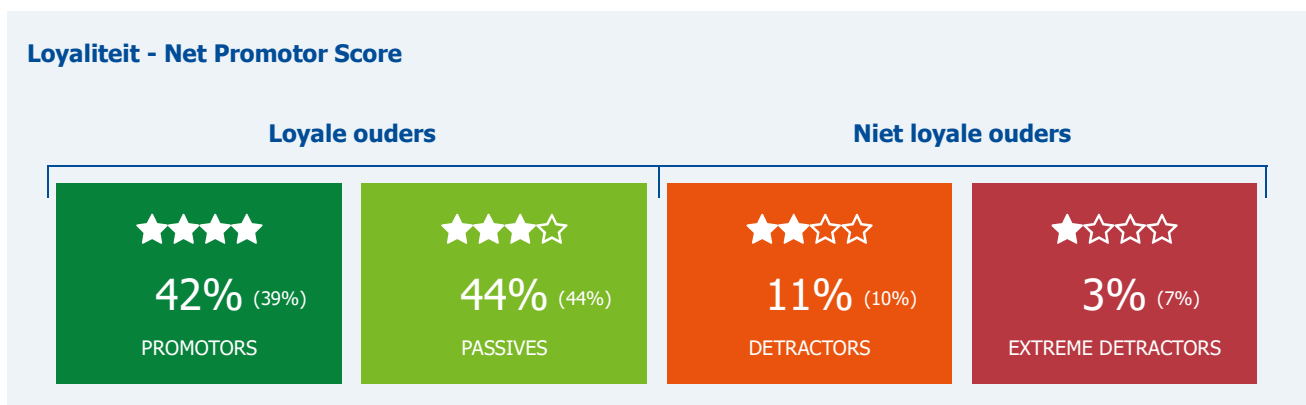 Loyaliteit - Net Promotor Score
Loyale ouders
Niet loyale ouders
42% (39%)
PROMOTORS
44% (44%)
PASSIVES
11% (10%)
DETRACTORS
3% (7%)
EXTREME DETRACTORS